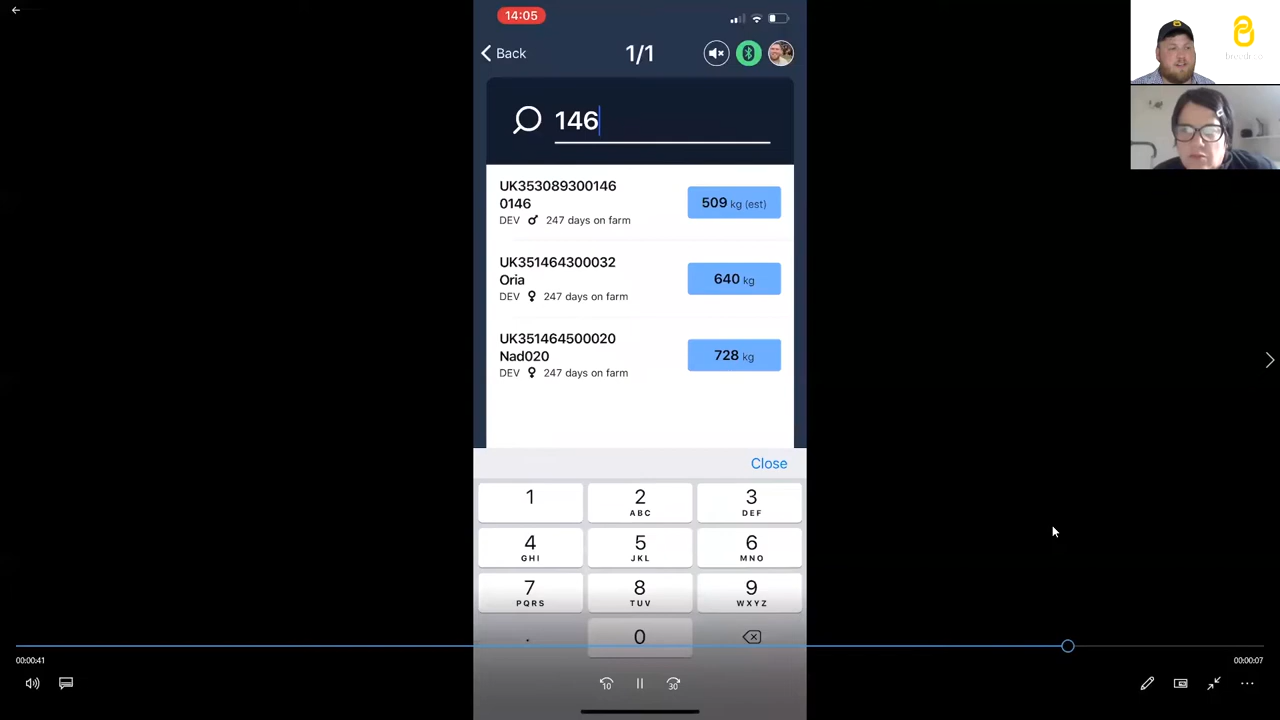 14:05
Back
1/1
breedr
146
UK353089300146
0146
DEV ♂ 247 days on farm
509 kg (est)
UK351464300032
Oria
DEV ♀ 247 days on farm
640 kg
UK351464500020
Nad020
DEV ♀ 247 days on farm
728 kg
Close
1
2
ABC
3
DEF
4
GHI
5
JKL
6
MNO
7
PQRS
8
TUV
9
WXYZ
.
0
00:00:41
00:00:07
10
30